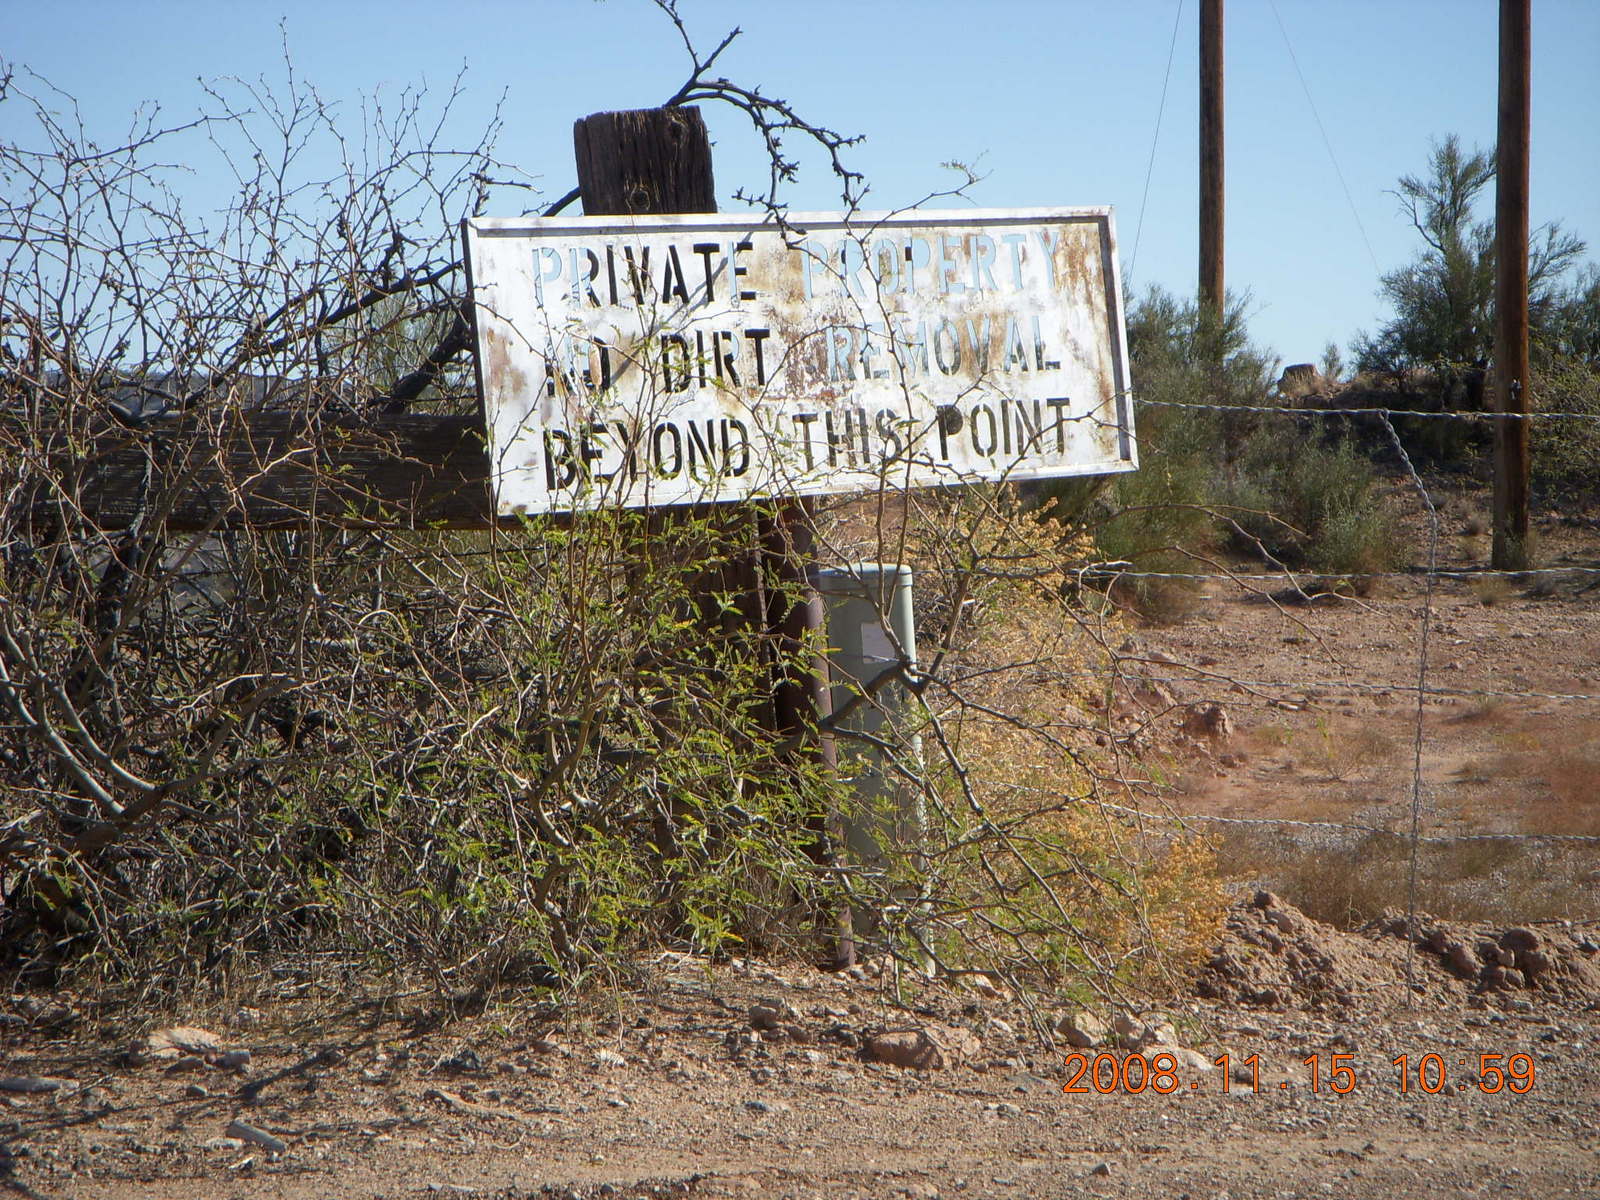 PRIVATE PROPERTY
NO DIRT REMOVAL
BEYOND THIS POINT
2008.11.15 10:59